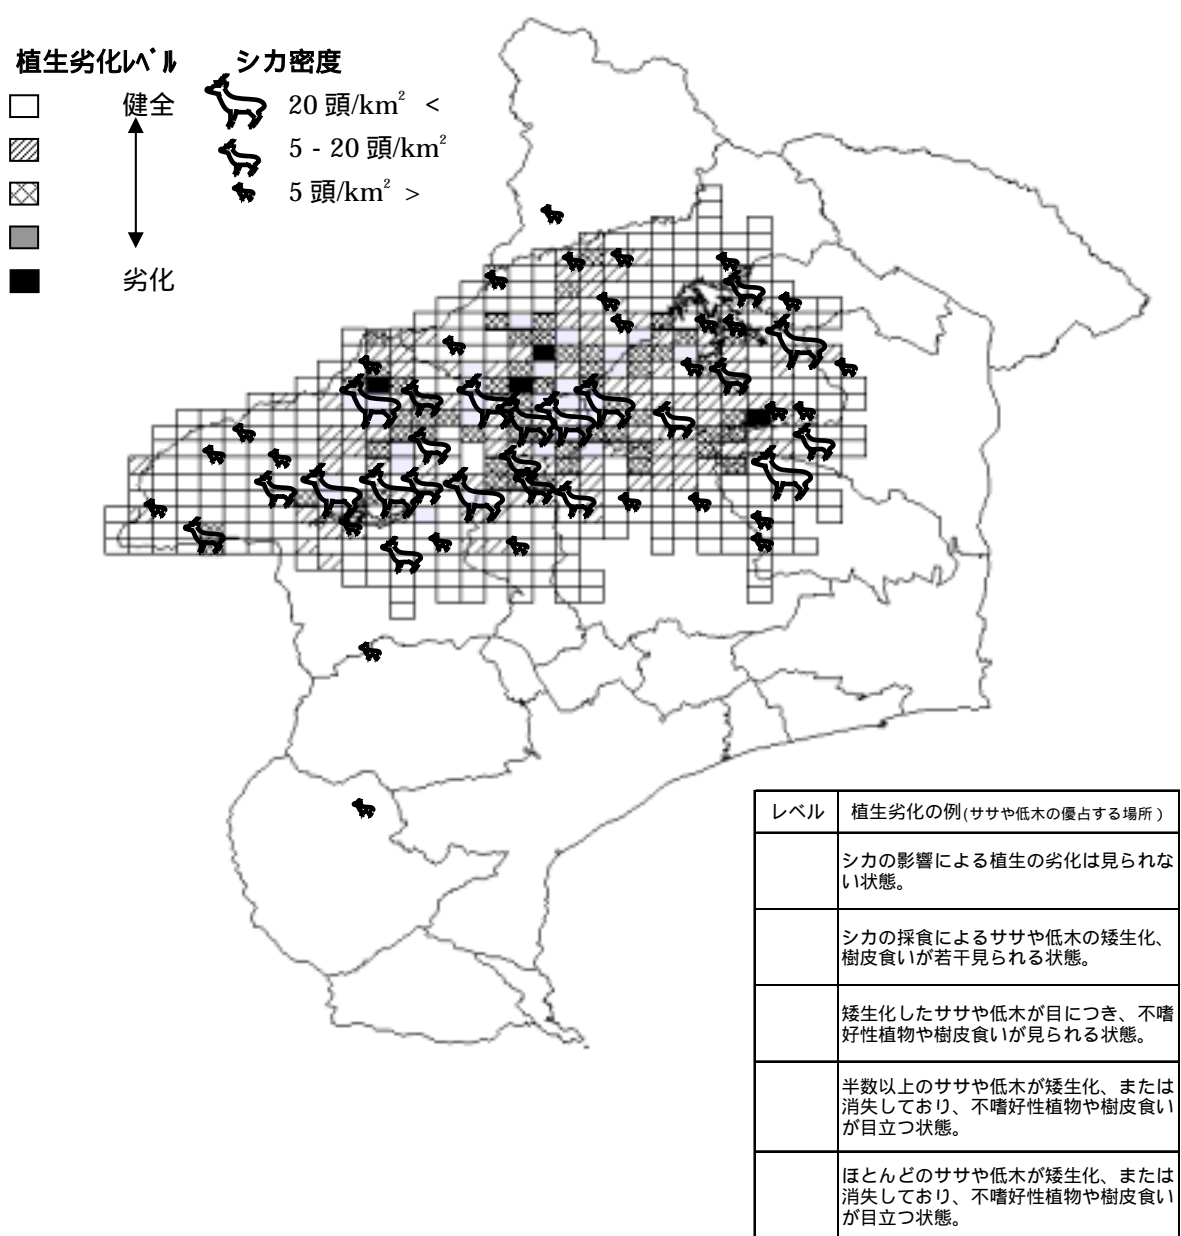 植生劣化レベル
シカ密度
健全
劣化
20 頭/km² <
5 - 20 頭/km²
5 頭/km² >
レベル
植生劣化の例(ササや低木の優占する場所)
シカの影響による植生の劣化は見られな
い状態。
シカの採食によるササや低木の矮生化、
樹皮食いが若干見られる状態。
矮生化したササや低木が目につき、不嗜
好性植物や樹皮食いが見られる状態。
半数以上のササや低木が矮生化、または
消失しており、不嗜好性植物や樹皮食い
が目立つ状態。
ほとんどのササや低木が矮生化、または
消失しており、不嗜好性植物や樹皮食い
が目立つ状態。